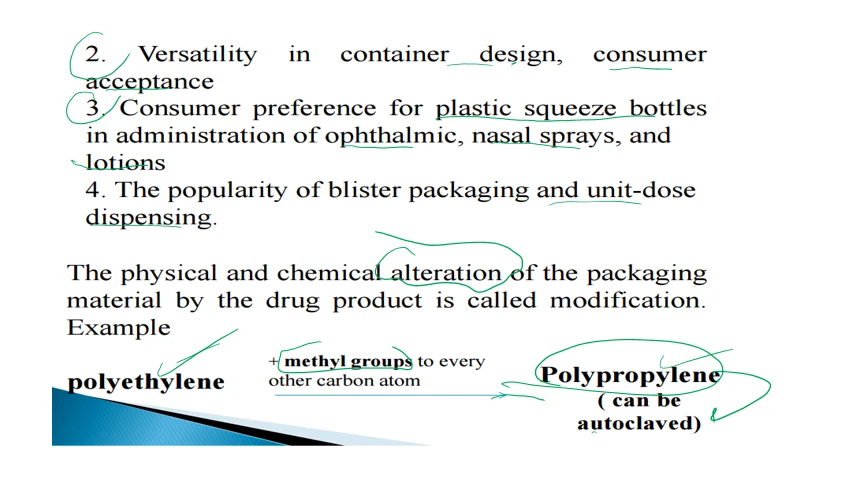 2. Versatility in container design, consumer
acceptance
3. Consumer preference for plastic squeeze bottles
in administration of ophthalmic, nasal sprays, and
lotions
4. The popularity of blister packaging and unit-dose
dispensing.
The physical and chemical alteration of the packaging
material by the drug product is called modification.
Example
polyethylene
+ methyl groups to every
other carbon atom
Polypropylene
( can be
autoclaved)